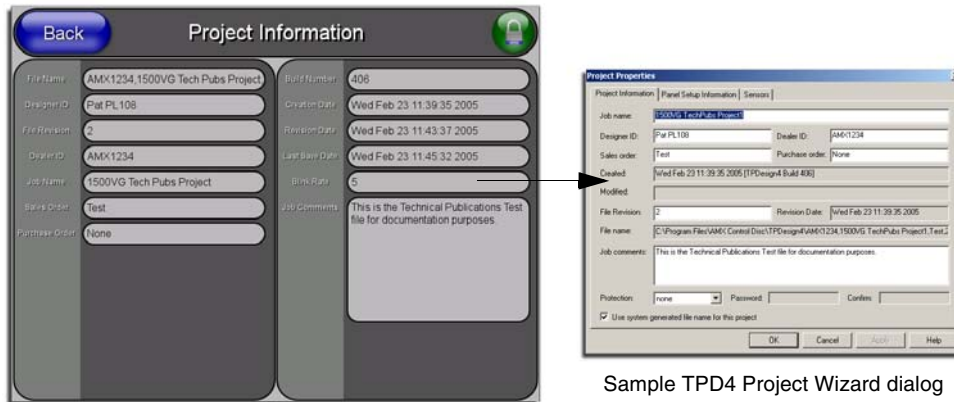 Back
Project Information
File Name
AMX1234,1500VG Tech Pubs Project,
Designer ID
Pat PL108
File Revision
2
Dealer ID
AMX1234
Job Name
1500VG Tech Pubs Project
Sales Order
Test
Purchase Order
None
Build Number
406
Creation Date
Wed Feb 23 11:39:35 2005
Revision Date
Wed Feb 23 11:43:37 2005
Last Save Date
Wed Feb 23 11:45:32 2005
Blink Rate
5
Job Comments
This is the Technical Publications Test
file for documentation purposes.
Project Properties
Project Information
Panel Setup Information
Sensors
Job name:
1500VG TechPubs Project1
Designer ID:
Pat PL108
Dealer ID:
AMX1234
Sales order:
Test
Purchase order:
None
Created:
Wed Feb 23 11:39:35 2005 [TPDesign4 Build 406]
Modified:
File Revision:
2
Revision Date:
Wed Feb 23 11:39:35 2005
File name:
C:\Program Files\AMX Control Disc\TPDesign4\AMX1234,1500VG TechPubs Project1,Test,2
Job comments:
This is the Technical Publications Test file for documentation purposes.
Protection:
none
Password:
Confirm:
Use system generated file name for this project
OK
Cancel
Apply
Help
Sample TPD4 Project Wizard dialog